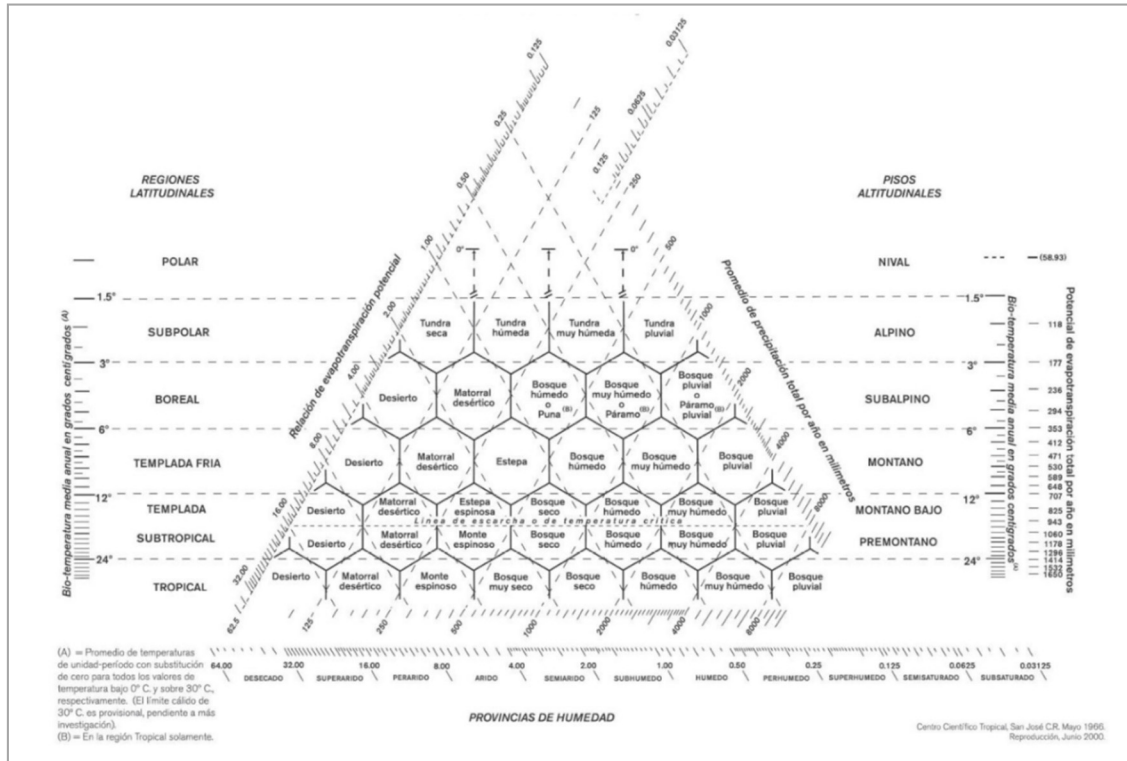 0.125
0.03125
0.25
125
0.0625
0.125
0.50
250
REGIONES
LATITUDINALES
PISOS
ALTITUDINALES
1.00
0°
0°
500
POLAR
NIVAL
(58.93)
1.5°
1.5°
2.00
1000
SUBPOLAR
Tundra
seca
Tundra
húmeda
Tundra
muy húmeda
Tundra
pluvial
ALPINO
118
3°
3°
177
4.00
2000
BOREAL
Desierto
Matorral
desértico
Bosque
húmedo
o
Puna (B)
Bosque
muy húmedo
o
Páramo (B)
Bosque
pluvial
o
Páramo (B)
pluvial
SUBALPINO
236
294
6°
6°
353
8.00
4000
412
TEMPLADA FRIA
Desierto
Matorral
desértico
Estepa
Bosque
húmedo
Bosque
muy húmedo
Bosque
pluvial
MONTANO
471
530
589
648
12°
12°
707
16.00
8000
TEMPLADA
Desierto
Matorral
desértico
Estepa
espinosa
Bosque
seco
Bosque
húmedo
Bosque
muy húmedo
Bosque
pluvial
MONTANO BAJO
825
943
Linea de escarcha o de temperatura crítica
SUBTROPICAL
Desierto
Matorral
desértico
Monte
espinoso
Bosque
seco
Bosque
húmedo
Bosque
muy húmedo
Bosque
pluvial
PREMONTANO
1060
1178
1296
24°
24°
1414
1532
1650
32.00
TROPICAL
Desierto
Matorral
desértico
Monte
espinoso
Bosque
muy seco
Bosque
seco
Bosque
húmedo
Bosque
muy húmedo
Bosque
pluvial
62.5
125
250
500
1000
2000
4000
8000
Bio-temperatura media anual en grados centígrados (A)
Relación de evapotranspiración potencial
Promedio de precipitación total por año en milímetros
Bio-temperatura media anual en grados centígrados (A)
Potencial de evapotranspiración total por año en milímetros
64.00
32.00
16.00
8.00
4.00
2.00
1.00
0.50
0.25
0.125
0.0625
0.03125
DESECADO
SUPERARIDO
PERARIDO
ARIDO
SEMIARIDO
SUBHUMEDO
HUMEDO
PERHUMEDO
SUPERHUMEDO
SEMISATURADO
SUBSATURADO
PROVINCIAS DE HUMEDAD
(A) = Promedio de temperaturas
de unidad-período con substitución
de cero para todos los valores de
temperatura bajo 0° C. y sobre 30° C.,
respectivamente. (El límite cálido de
30° C. es provisional, pendiente a más
investigación).
(B) = En la región Tropical solamente.
Centro Científico Tropical, San José C.R. Mayo 1966.
Reproducción, Junio 2000.